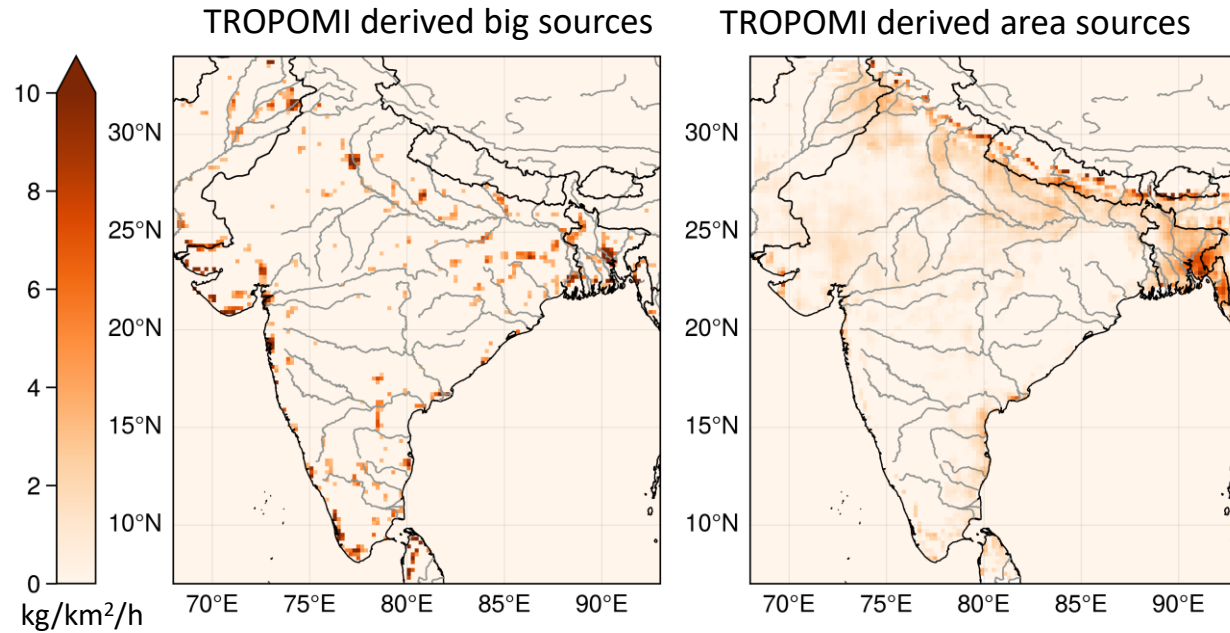 TROPOMI derived big sources
TROPOMI derived area sources
10
8
6
4
2
0
kg/km²/h
30°N
25°N
20°N
15°N
10°N
70°E 75°E 80°E 85°E 90°E
30°N
25°N
20°N
15°N
10°N
70°E 75°E 80°E 85°E 90°E